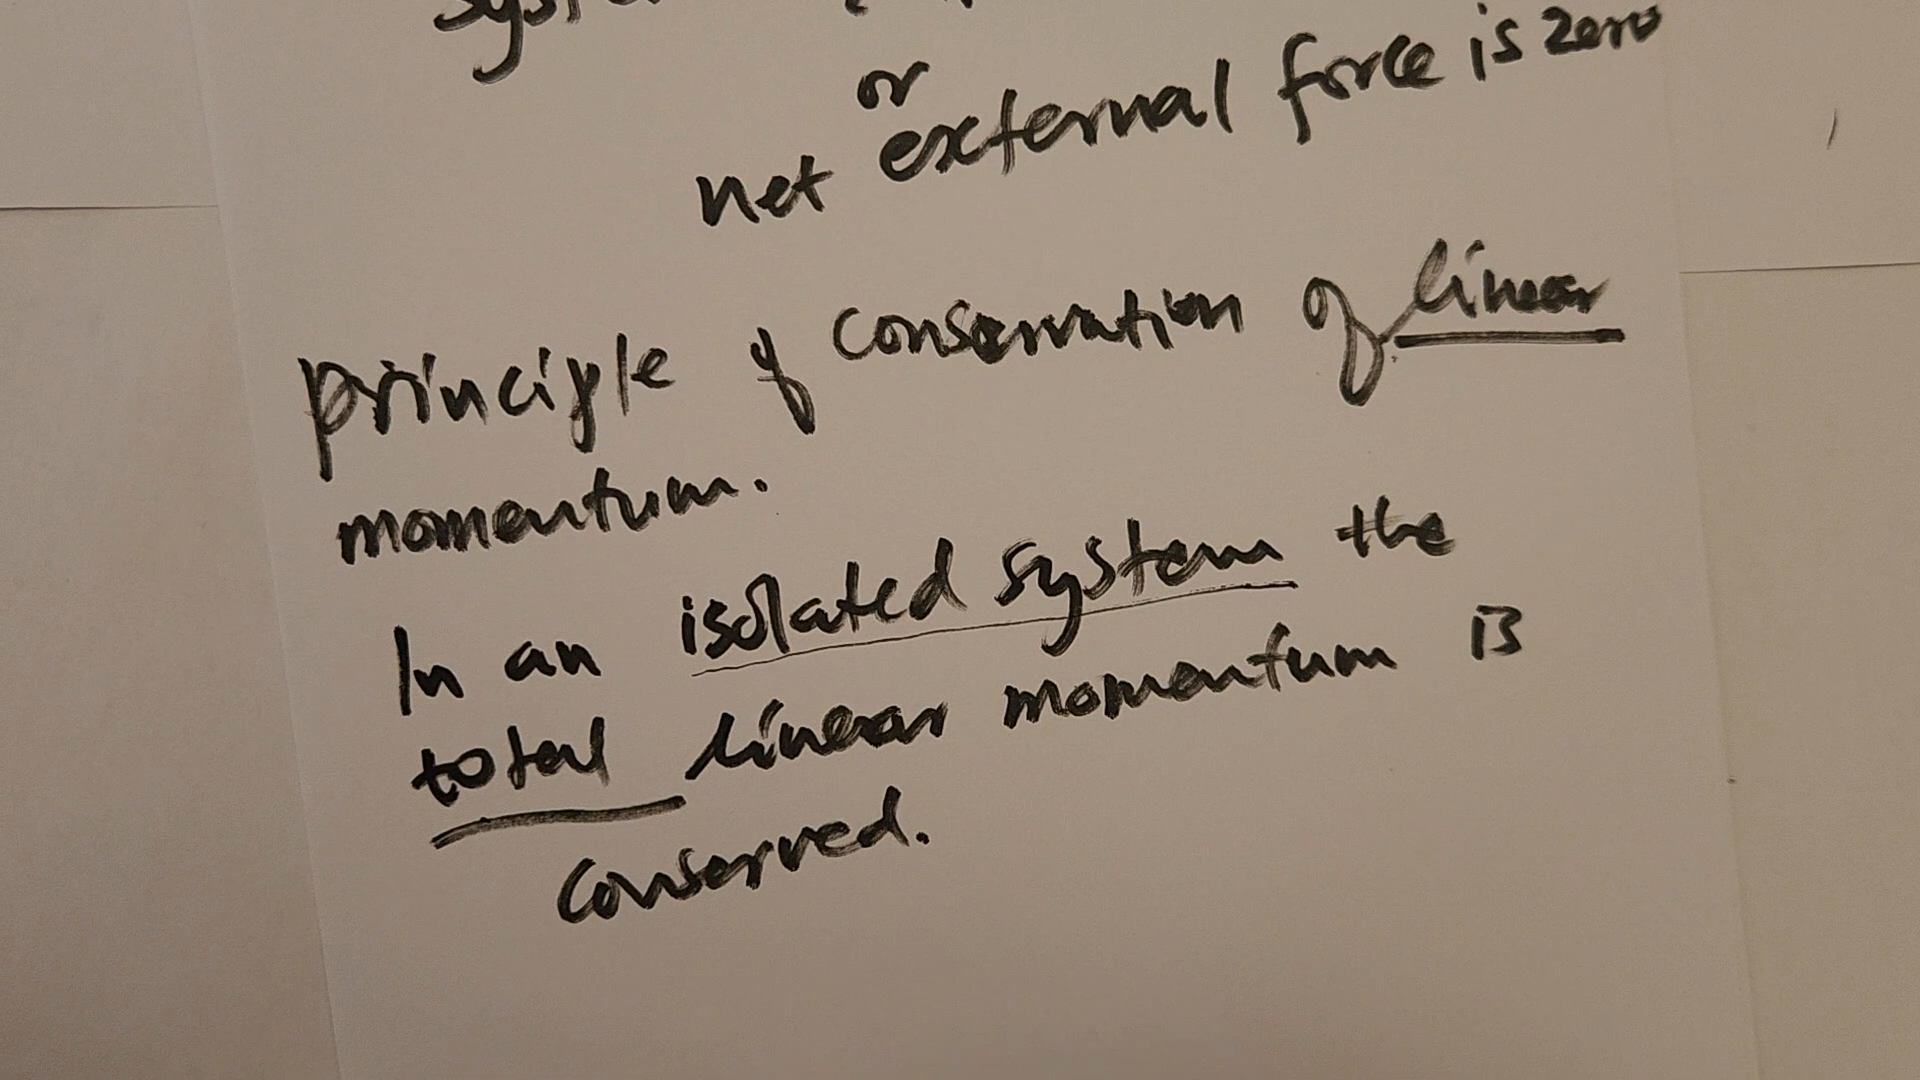 or
net external force is zero
principle of conservation of linear
momentum.
In an isolated system the
total linear momentum is
conserved.